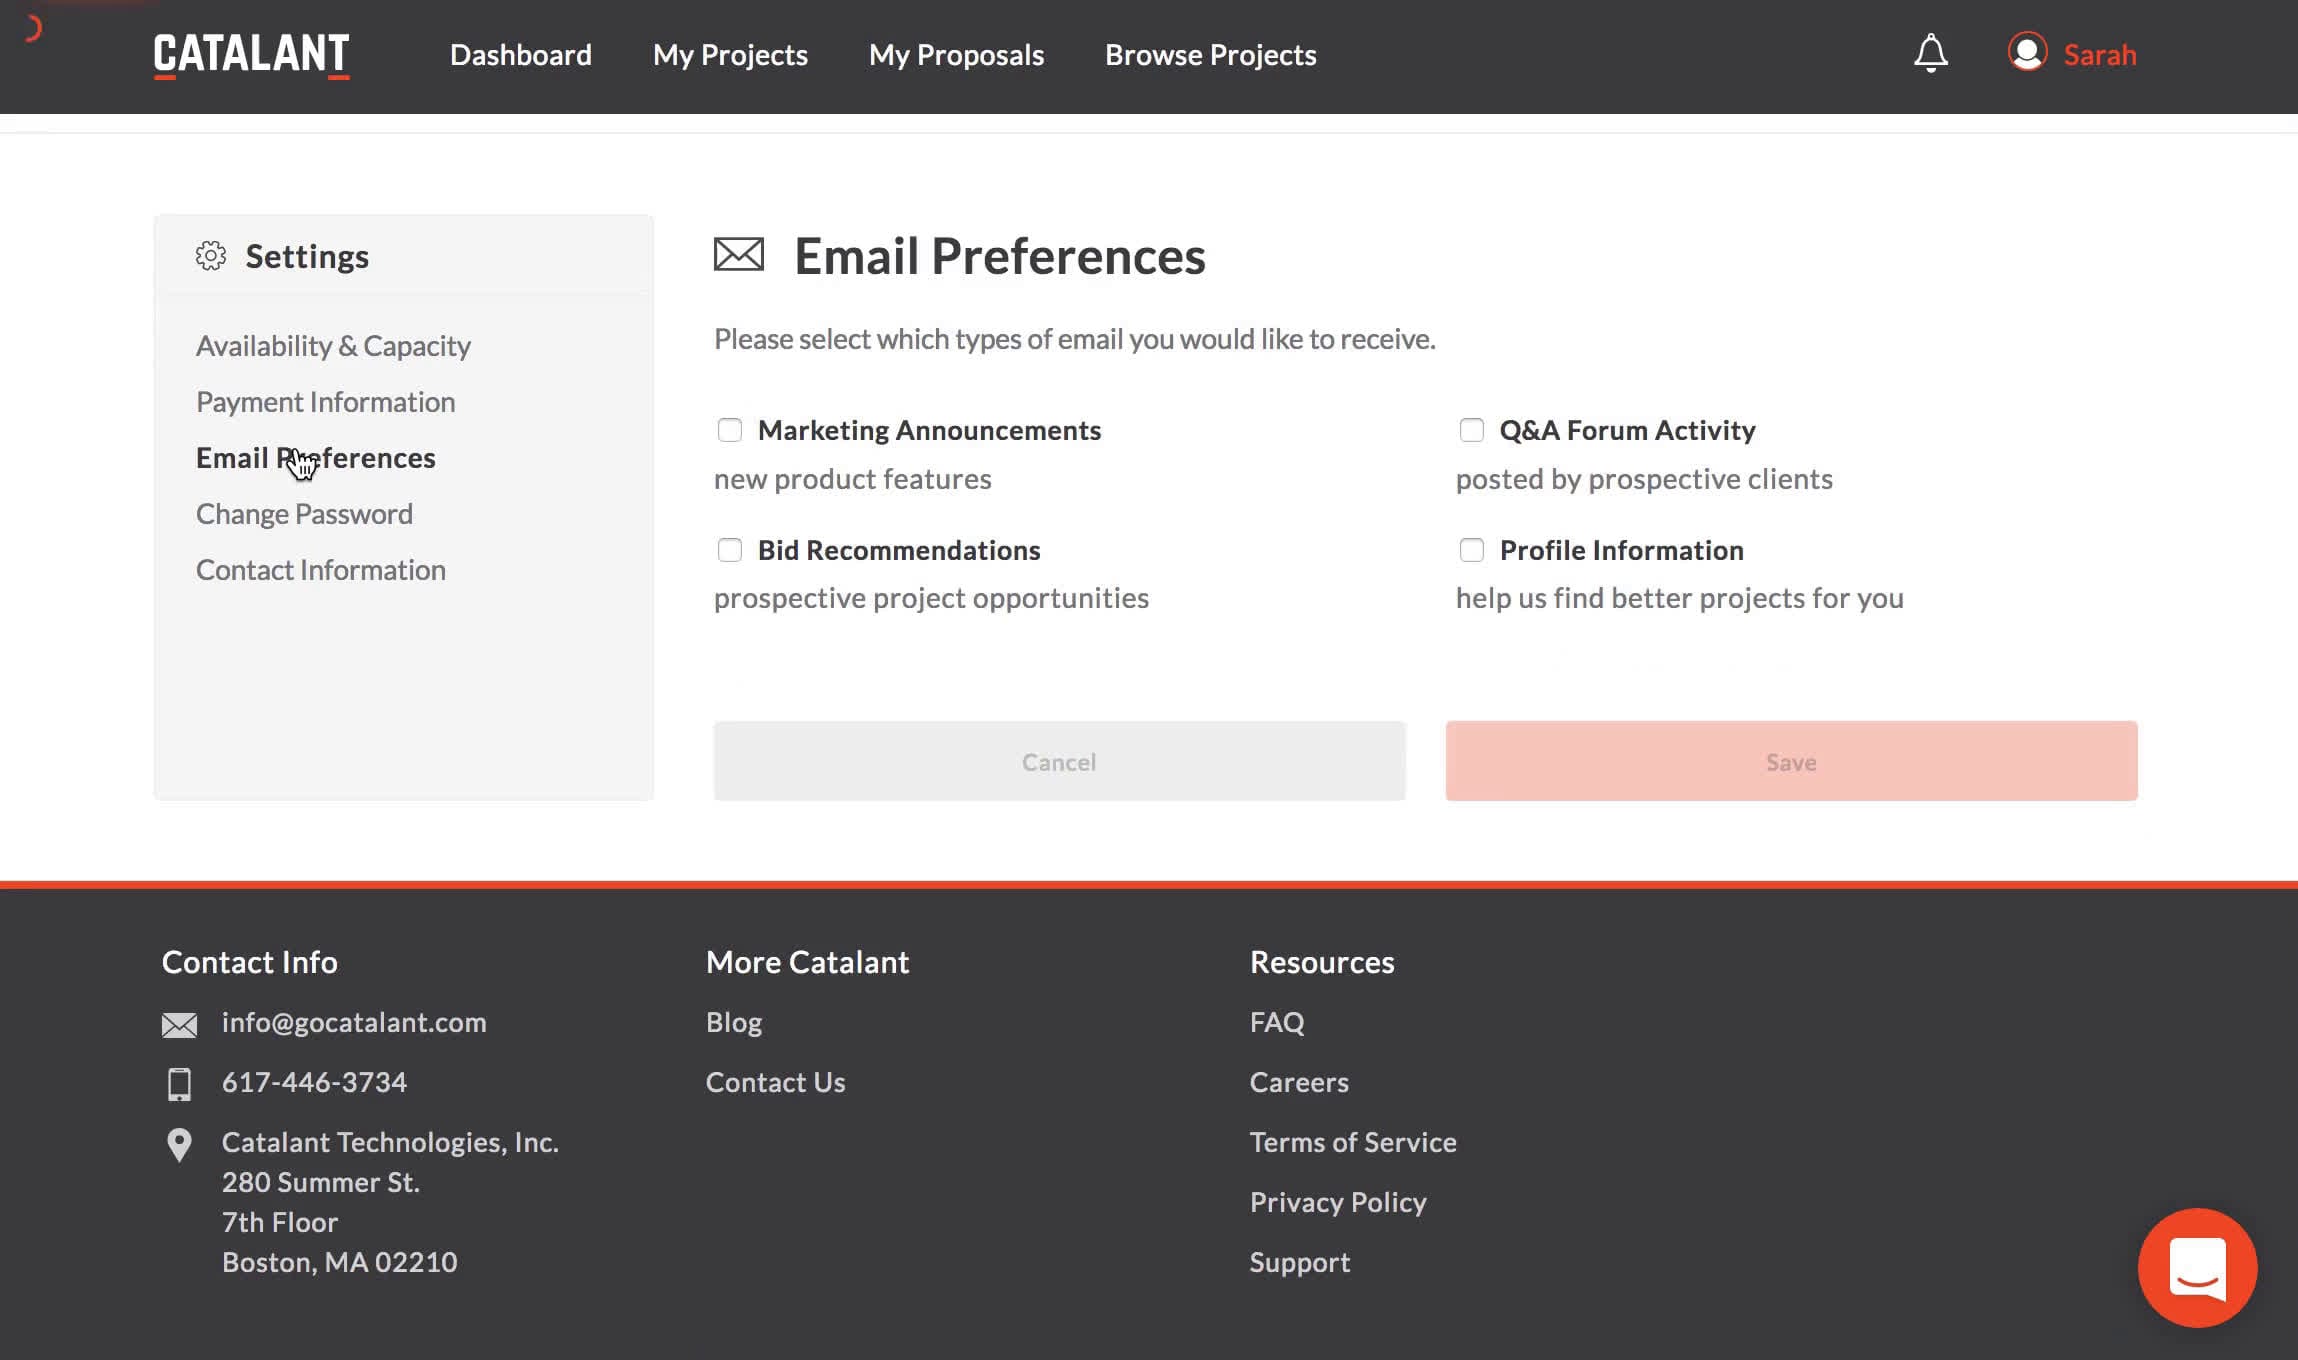 CATALANT
Dashboard
My Projects
My Proposals
Browse Projects
Sarah
Settings
Availability & Capacity
Payment Information
Email Preferences
Change Password
Contact Information
Email Preferences
Please select which types of email you would like to receive.
Marketing Announcements
new product features
Q&A Forum Activity
posted by prospective clients
Bid Recommendations
prospective project opportunities
Profile Information
help us find better projects for you
Cancel
Save
Contact Info
info@gocatalant.com
617-446-3734
Catalant Technologies, Inc.
280 Summer St.
7th Floor
Boston, MA 02210
More Catalant
Blog
Contact Us
Resources
FAQ
Careers
Terms of Service
Privacy Policy
Support